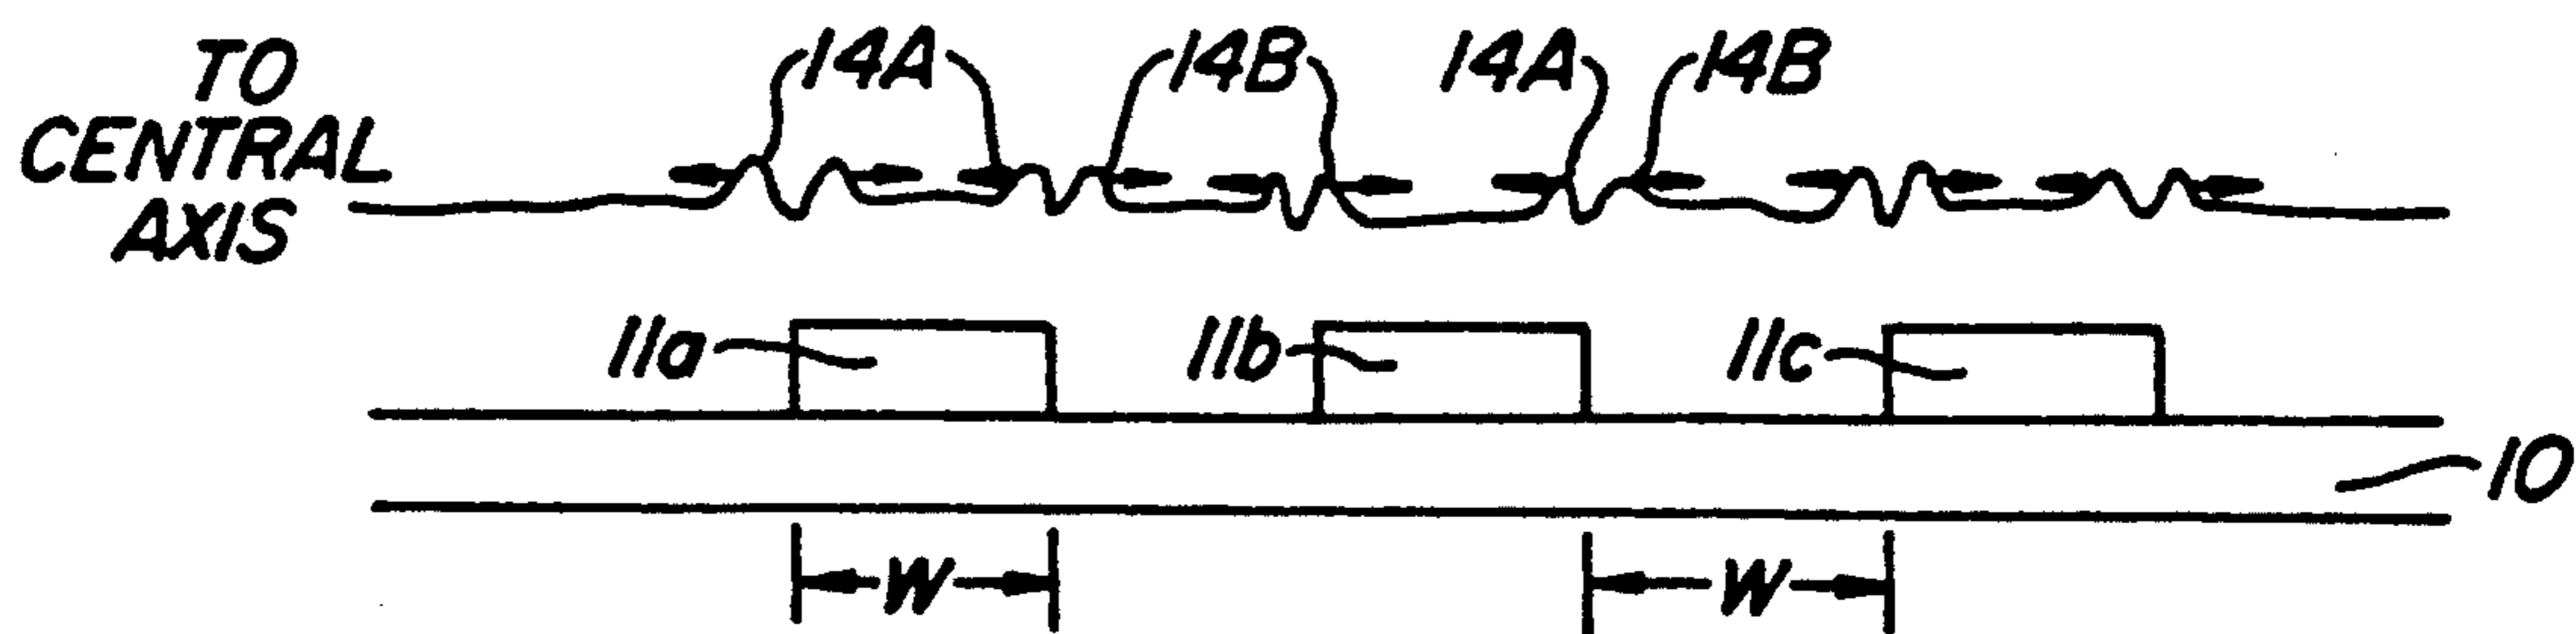 TO
CENTRAL
AXIS
14A 14B 14A 14B
11a 11b 11c
10
W W